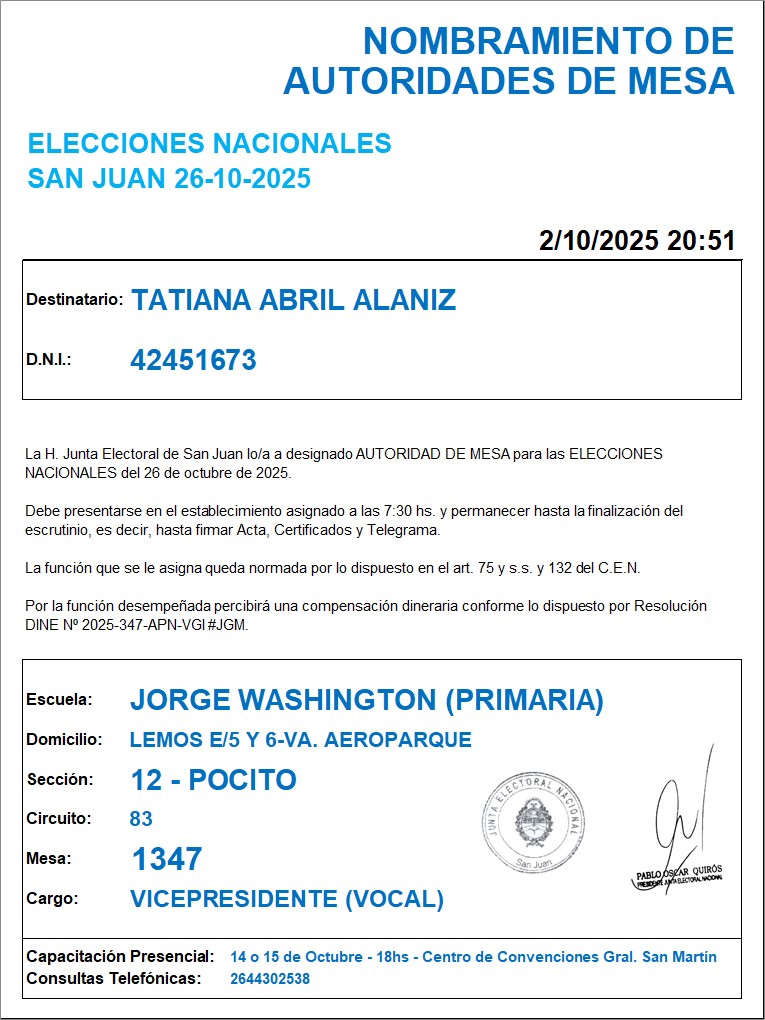 NOMBRAMIENTO DE
AUTORIDADES DE MESA
ELECCIONES NACIONALES
SAN JUAN 26-10-2025
2/10/2025 20:51
Destinatario: TATIANA ABRIL ALANIZ
D.N.I.: 42451673
La H. Junta Electoral de San Juan lo/a a designado AUTORIDAD DE MESA para las ELECCIONES
NACIONALES del 26 de octubre de 2025.
Debe presentarse en el establecimiento asignado a las 7:30 hs. y permanecer hasta la finalización del
escrutinio, es decir, hasta firmar Acta, Certificados y Telegrama.
La función que se le asigna queda normada por lo dispuesto en el art. 75 y s.s. y 132 del C.E.N.
Por la función desempeñada percibirá una compensación dineraria conforme lo dispuesto por Resolución
DINE Nº 2025-347-APN-VGI#JGM.
Escuela: JORGE WASHINGTON (PRIMARIA)
Domicilio: LEMOS E/5 Y 6-VA. AEROPARQUE
Sección: 12 - POCITO
Circuito: 83
Mesa: 1347
Cargo: VICEPRESIDENTE (VOCAL)
JUNTA ELECTORAL NACIONAL
San Juan
PABLO OSCAR QUIRÓS
PRESIDENTE JUNTA ELECTORAL NACIONAL
Capacitación Presencial: 14 o 15 de Octubre - 18hs - Centro de Convenciones Gral. San Martín
Consultas Telefónicas: 2644302538